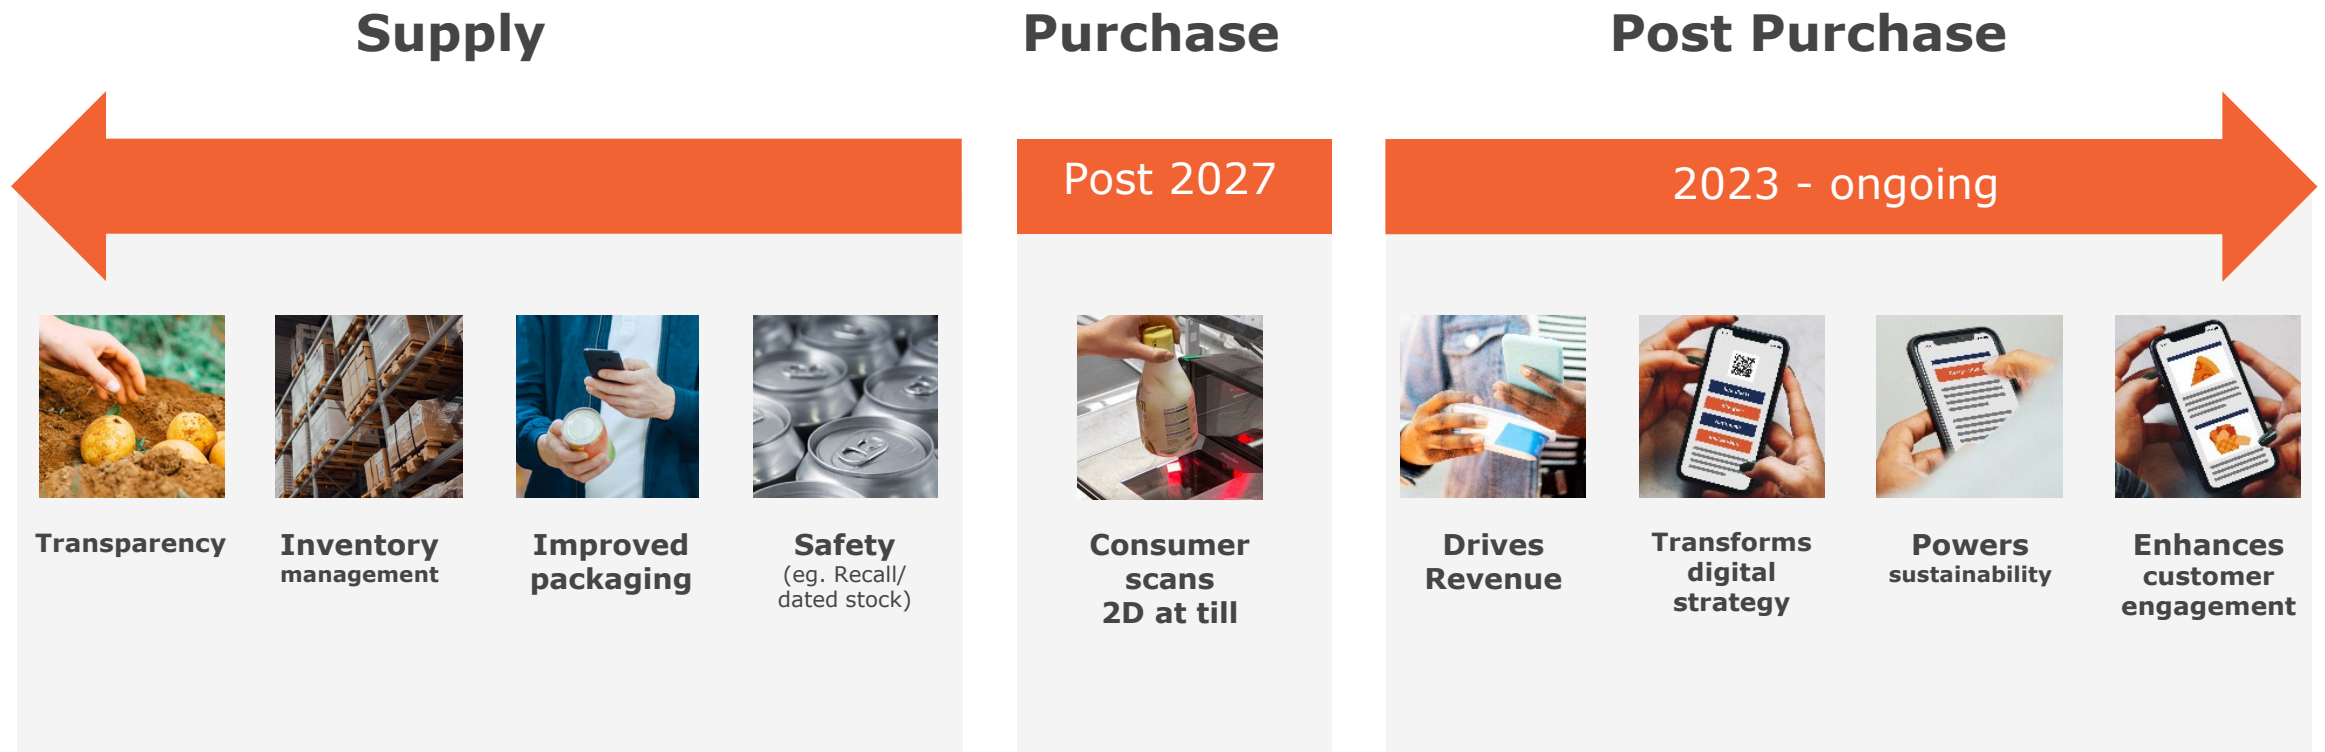 Supply
Purchase
Post Purchase
Post 2027
2023 - ongoing
Transparency
Inventory
management
Improved
packaging
Safety
(eg. Recall/
dated stock)
Consumer
scans
2D at till
Drives
Revenue
Transforms
digital
strategy
Powers
sustainability
Enhances
customer
engagement